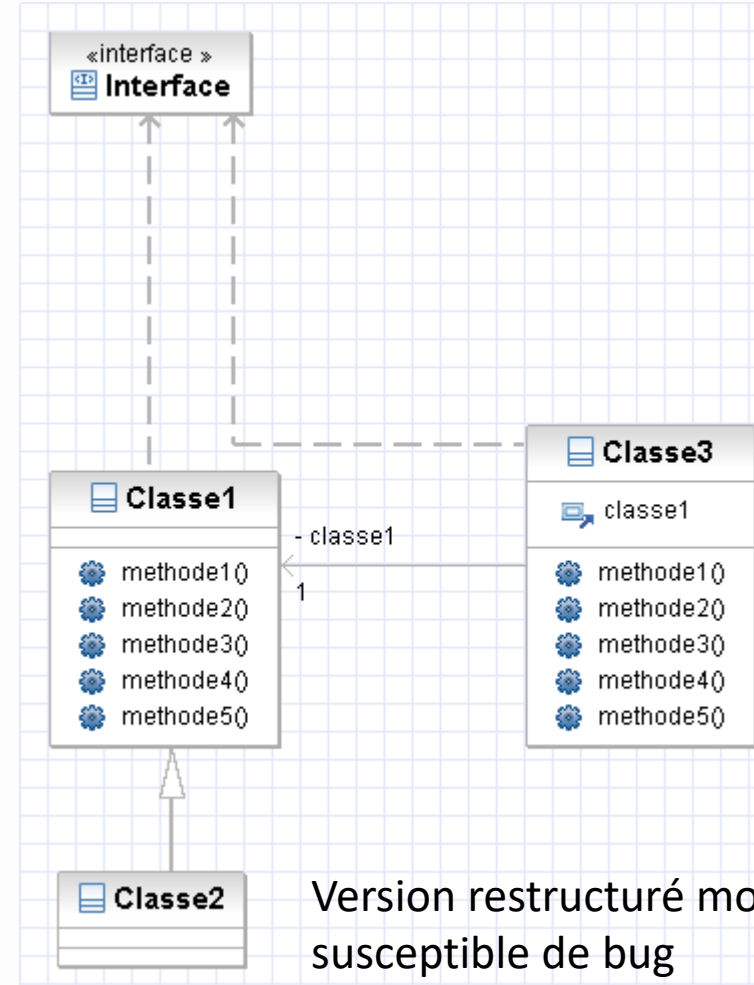 «interface »
Interface
Classe1
methode1()
methode2()
methode3()
methode4()
methode5()
- classe1
1
Classe3
classe1
methode1()
methode2()
methode3()
methode4()
methode5()
Classe2
Version restructuré mo
susceptible de bug